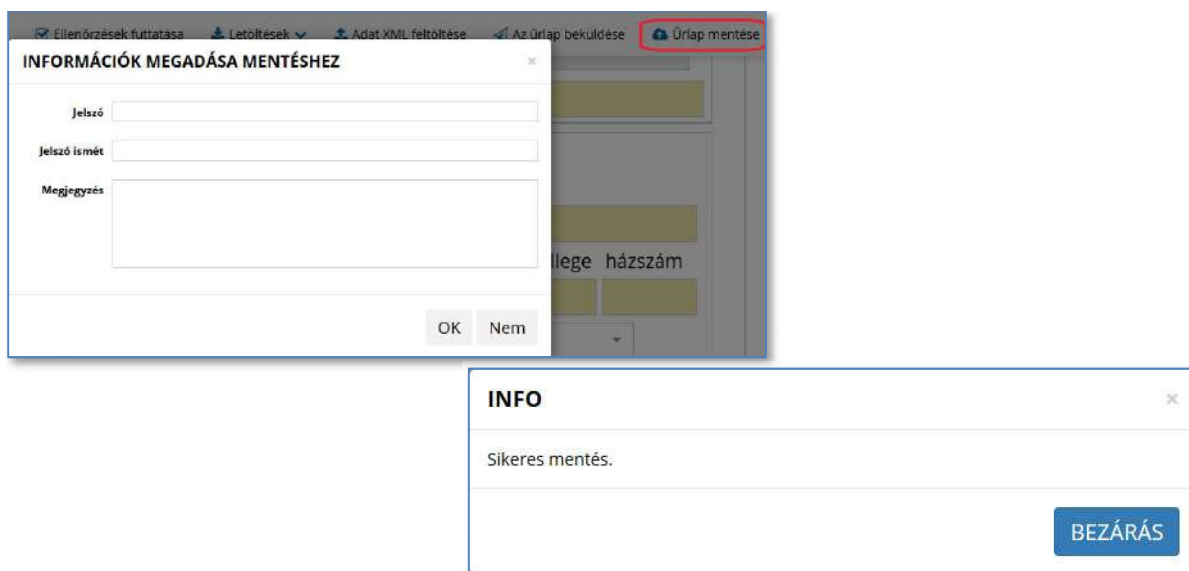 Ellenőrzések futtatása Letöltések Adat XML feltöltése Az űrlap beküldése Űrlap mentése
INFORMÁCIÓK MEGADÁSA MENTÉSHEZ ×
Jelszó
Jelszó ismét
Megjegyzés
llege házszám
OK Nem
INFO ×
Sikeres mentés.
BEZÁRÁS